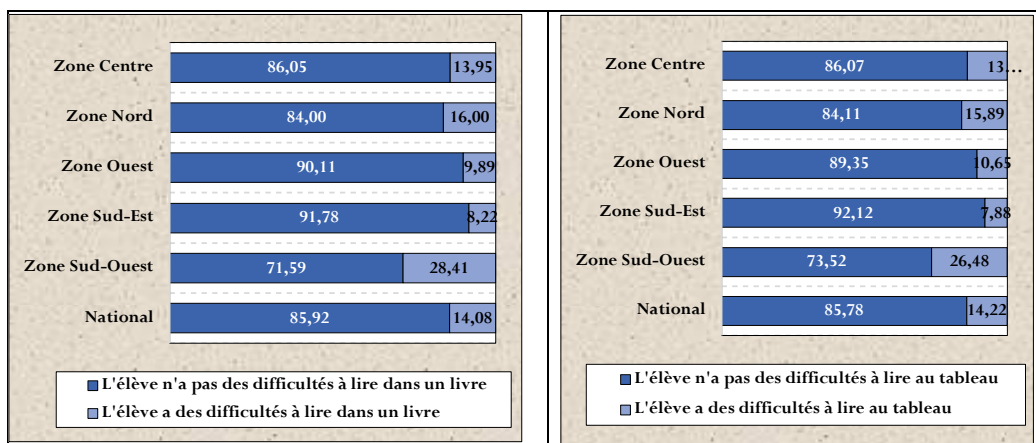 Zone Centre 86,05 13,95
Zone Nord 84,00 16,00
Zone Ouest 90,11 9,89
Zone Sud-Est 91,78 8,22
Zone Sud-Ouest 71,59 28,41
National 85,92 14,08
L'élève n'a pas des difficultés à lire dans un livre
L'élève a des difficultés à lire dans un livre
Zone Centre 86,07 13…
Zone Nord 84,11 15,89
Zone Ouest 89,35 10,65
Zone Sud-Est 92,12 7,88
Zone Sud-Ouest 73,52 26,48
National 85,78 14,22
L'élève n'a pas des difficultés à lire au tableau
L'élève a des difficultés à lire au tableau